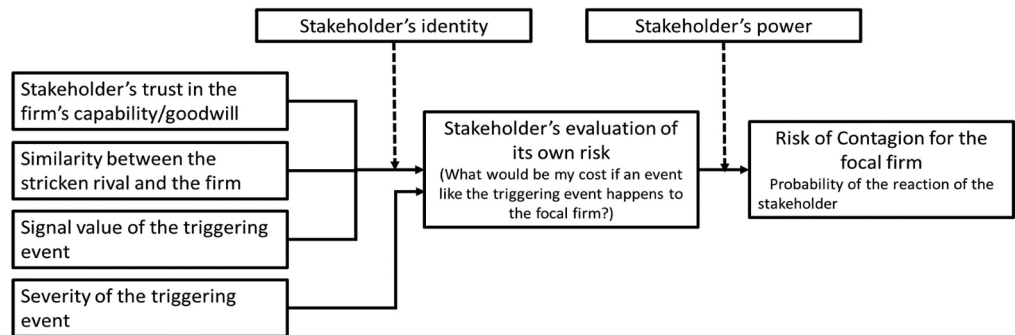 Stakeholder's identity
Stakeholder's power
Stakeholder's trust in the
firm's capability/goodwill
Similarity between the
stricken rival and the firm
Signal value of the triggering
event
Severity of the triggering
event
Stakeholder's evaluation of
its own risk
(What would be my cost if an event
like the triggering event happens to
the focal firm?)
Risk of Contagion for the
focal firm
Probability of the reaction of the
stakeholder